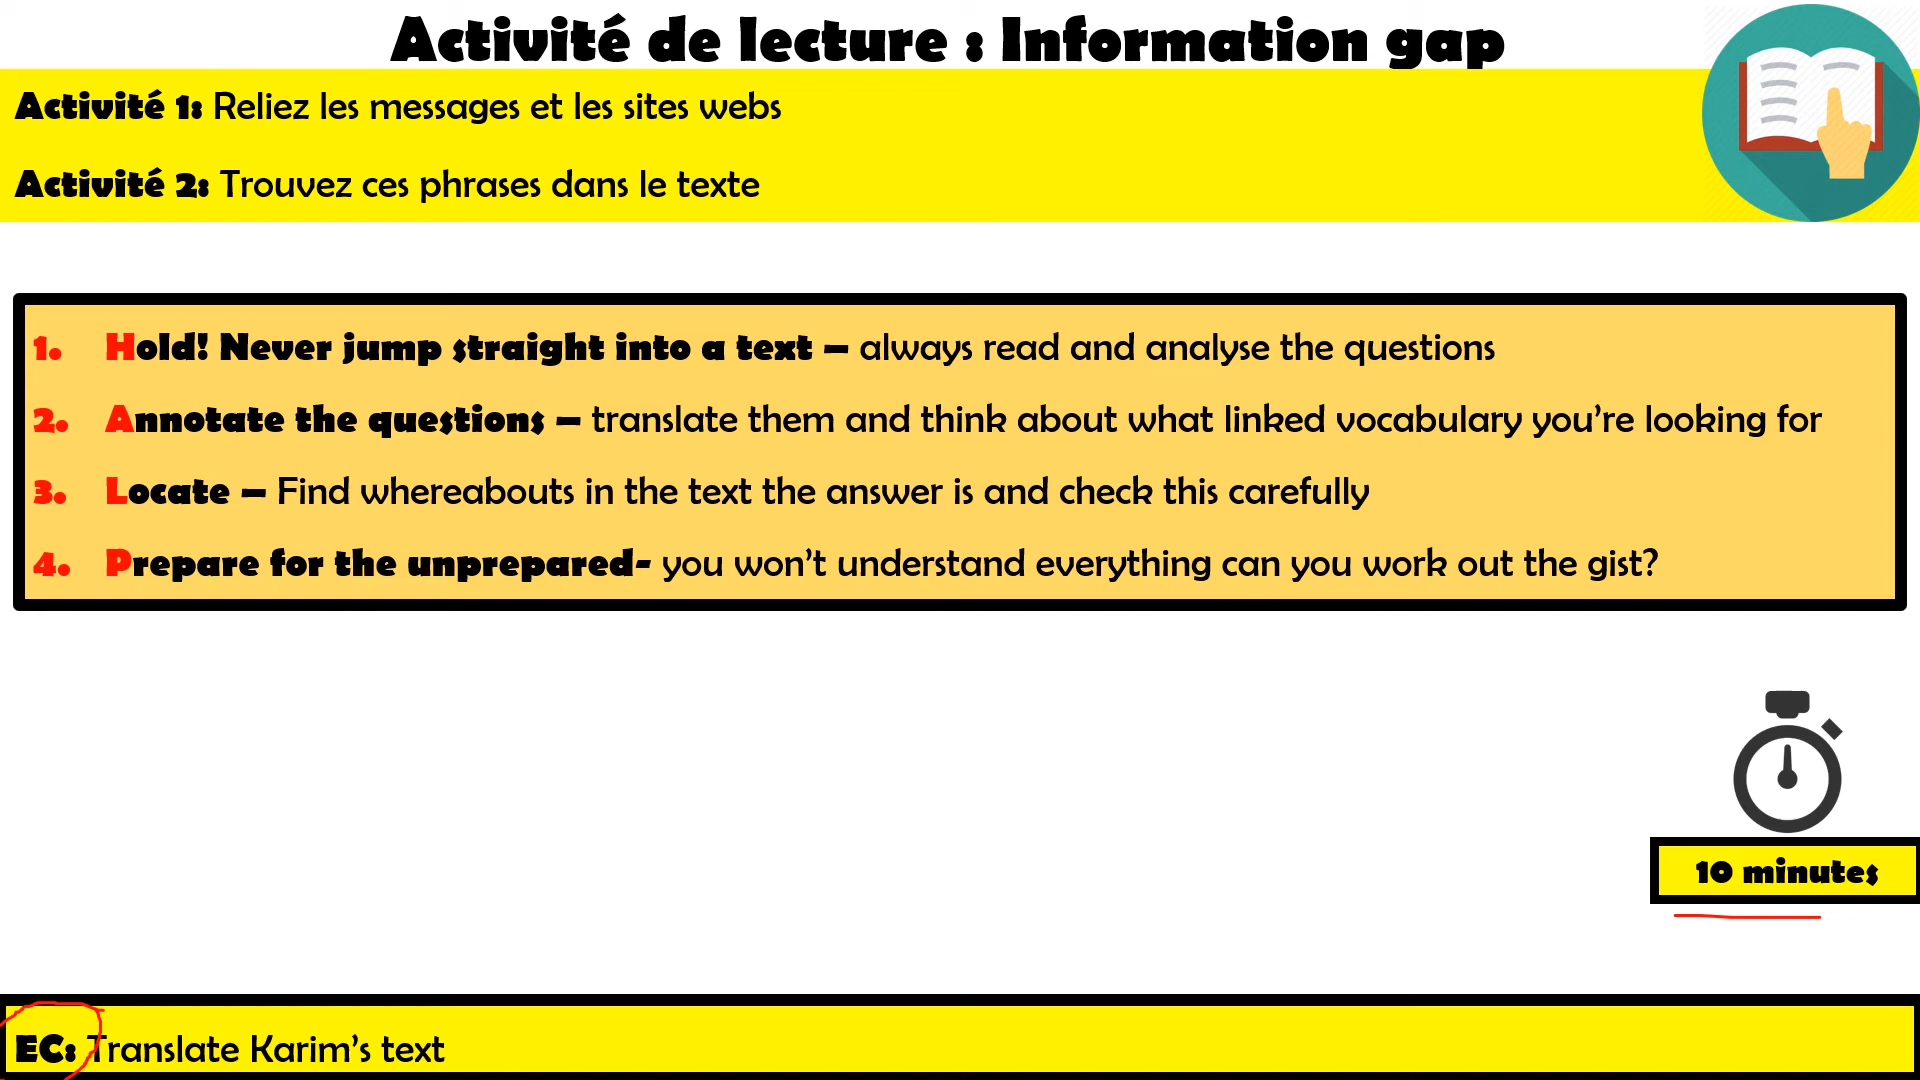 Activité de lecture : Information gap
Activité 1: Reliez les messages et les sites webs
Activité 2: Trouvez ces phrases dans le texte
1. Hold! Never jump straight into a text – always read and analyse the questions
2. Annotate the questions – translate them and think about what linked vocabulary you’re looking for
3. Locate – Find whereabouts in the text the answer is and check this carefully
4. Prepare for the unprepared- you won’t understand everything can you work out the gist?
10 minutes
EC: Translate Karim’s text